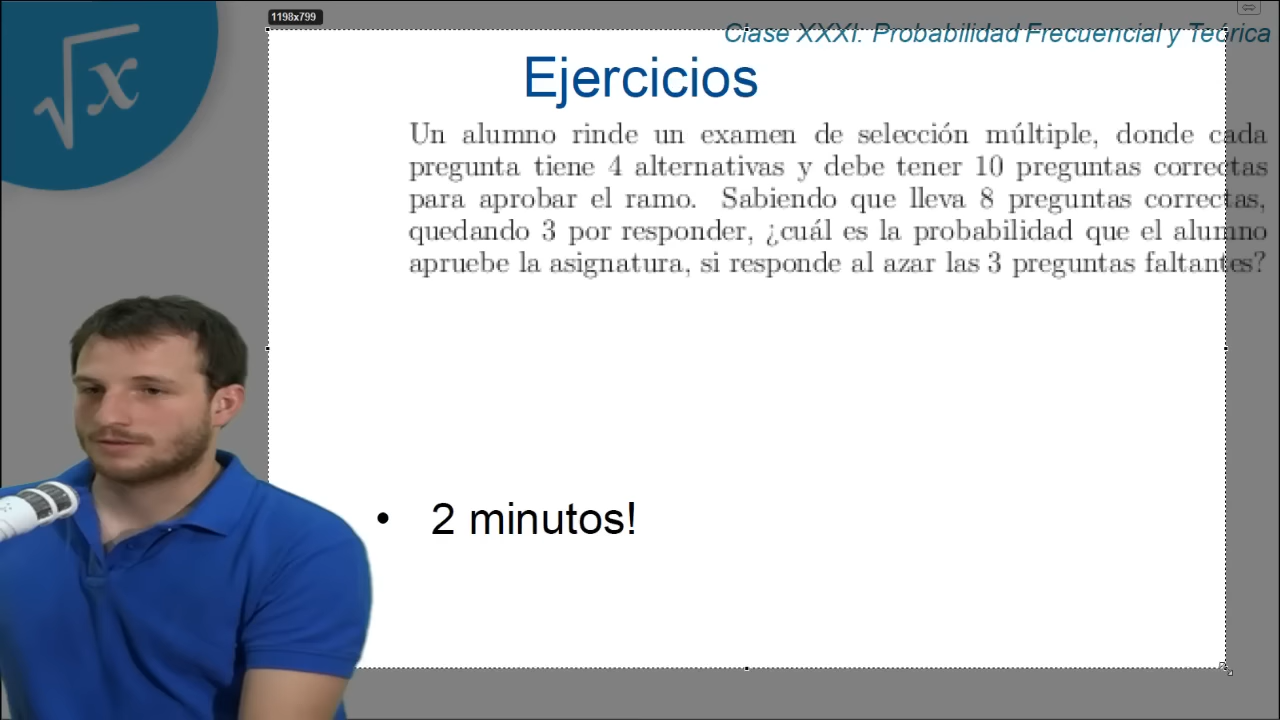 1198x799
Clase XXXI: Probabilidad Frecuencial y Teórica
Ejercicios
Un alumno rinde un examen de selección múltiple, donde cada
pregunta tiene 4 alternativas y debe tener 10 preguntas correctas
para aprobar el ramo. Sabiendo que lleva 8 preguntas correctas,
quedando 3 por responder, ¿cuál es la probabilidad que el alumno
apruebe la asignatura, si responde al azar las 3 preguntas faltantes?
• 2 minutos!
√x